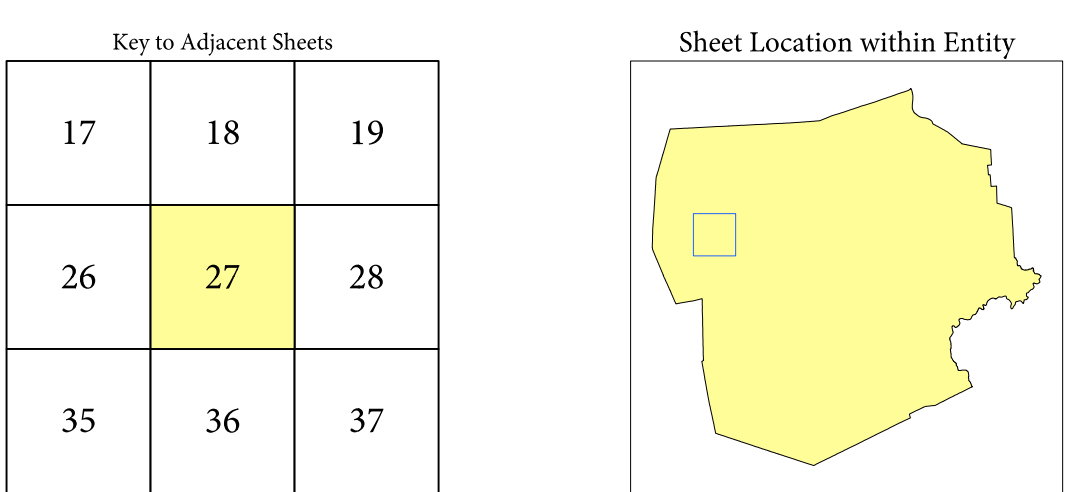 Key to Adjacent Sheets
17 18 19
26 27 28
35 36 37
Sheet Location within Entity